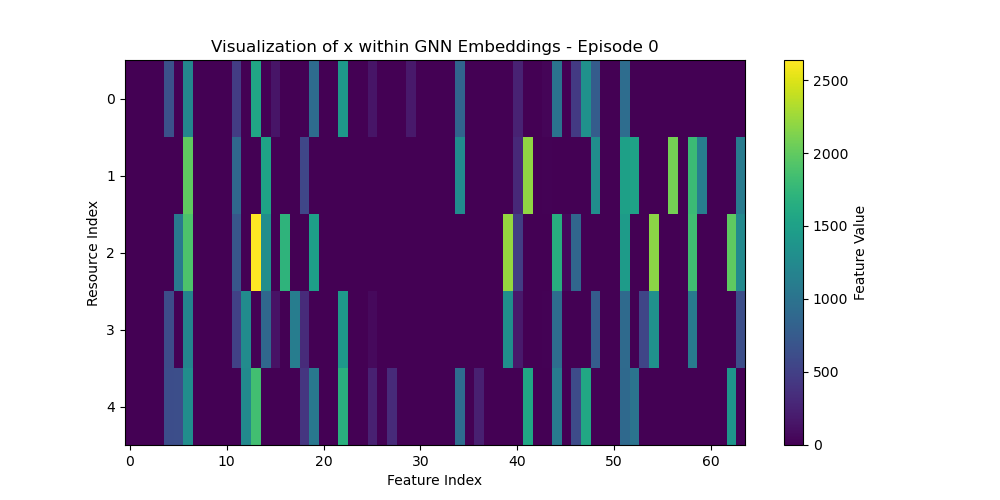 Visualization of x within GNN Embeddings - Episode 0
Resource Index
0
1
2
3
4
0 10 20 30 40 50 60
Feature Index
2500
2000
1500
1000
500
0
Feature Value